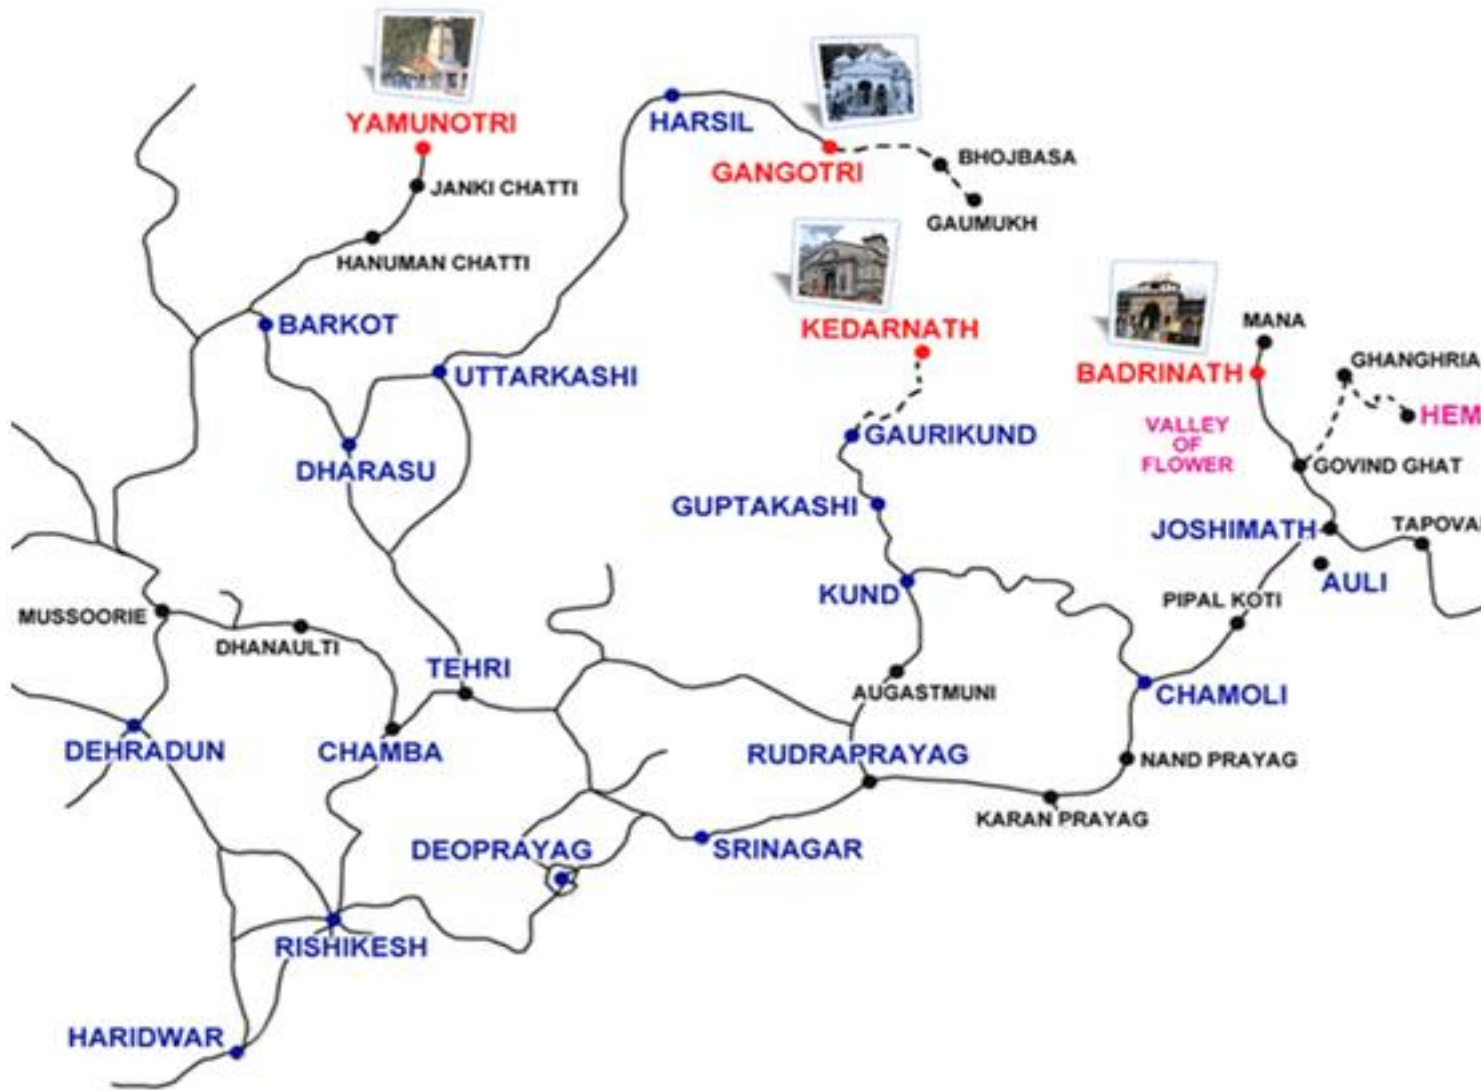 YAMUNOTRI
HARSIL
GANGOTRI
BHOJBASA
JANKI CHATTI
GAUMUKH
HANUMAN CHATTI
BARKOT
KEDARNATH
MANA
UTTARKASHI
BADRINATH
GHANGHRIA
HEM
VALLEY
OF
FLOWER
GAURIKUND
DHARASU
GOVIND GHAT
GUPTAKASHI
JOSHIMATH
TAPOVA
AULI
KUND
PIPAL KOTI
MUSSOORIE
DHANAULTI
TEHRI
AUGASTMUNI
CHAMOLI
DEHRADUN
CHAMBA
RUDRAPRAYAG
NAND PRAYAG
KARAN PRAYAG
DEOPRAYAG
SRINAGAR
RISHIKESH
HARIDWAR